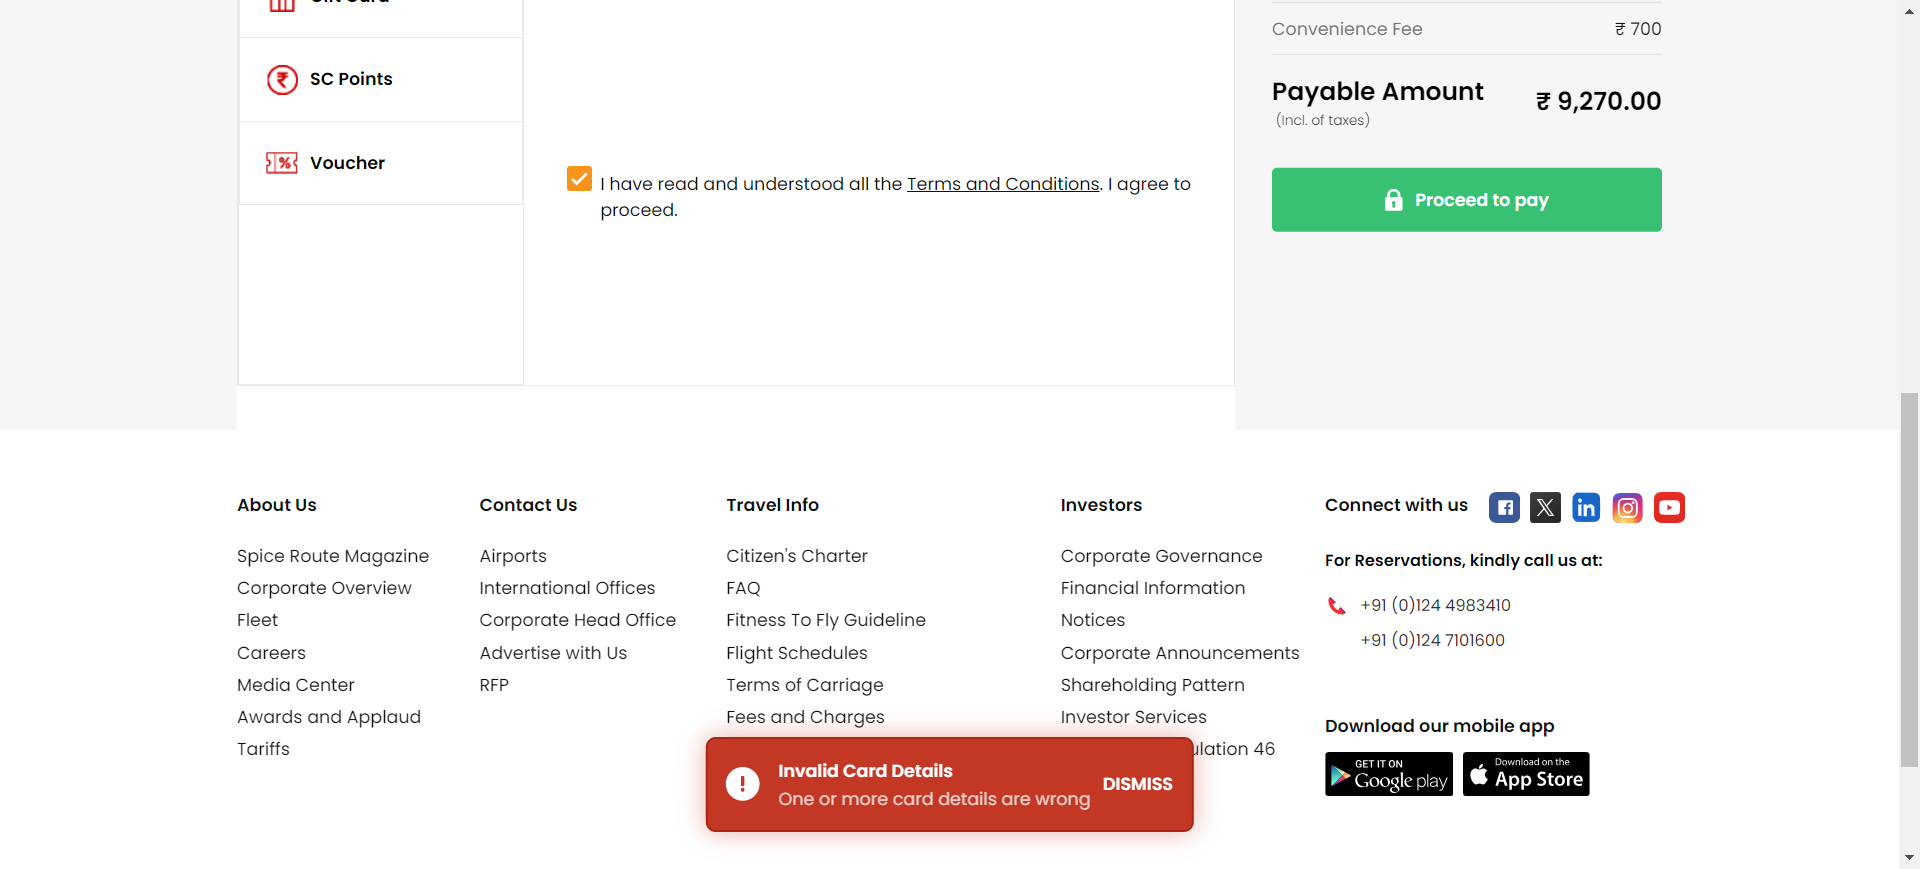 SC Points
Voucher
I have read and understood all the Terms and Conditions. I agree to
proceed.
Convenience Fee
₹ 700
Payable Amount
₹ 9,270.00
(Incl. of taxes)
Proceed to pay
About Us
Spice Route Magazine
Corporate Overview
Fleet
Careers
Media Center
Awards and Applaud
Tariffs
Contact Us
Airports
International Offices
Corporate Head Office
Advertise with Us
RFP
Travel Info
Citizen's Charter
FAQ
Fitness To Fly Guideline
Flight Schedules
Terms of Carriage
Fees and Charges
Investors
Corporate Governance
Financial Information
Notices
Corporate Announcements
Shareholding Pattern
Investor Services
ulation 46
Connect with us
For Reservations, kindly call us at:
+91 (0)124 4983410
+91 (0)124 7101600
Download our mobile app
GET IT ON
Google play
Download on the
App Store
Invalid Card Details
One or more card details are wrong
DISMISS